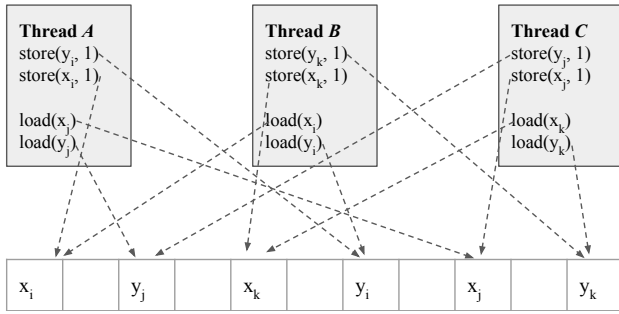 Thread A
store(y_i, 1)
store(x_i, 1)
load(x_j)
load(y_j)
Thread B
store(y_k, 1)
store(x_k, 1)
load(x_i)
load(y_i)
Thread C
store(y_j, 1)
store(x_j, 1)
load(x_k)
load(y_k)
x_i y_j x_k y_i x_j y_k